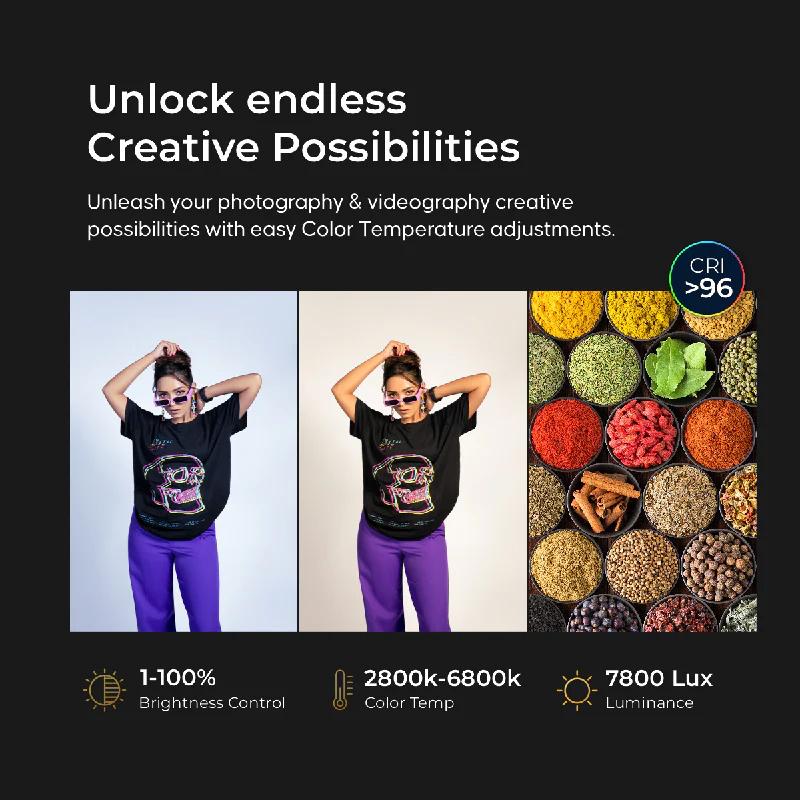 Unlock endless
Creative Possibilities
Unleash your photography & videography creative
possibilities with easy Color Temperature adjustments.
CRI
>96
1-100%
Brightness Control
2800k-6800k
Color Temp
7800 Lux
Luminance